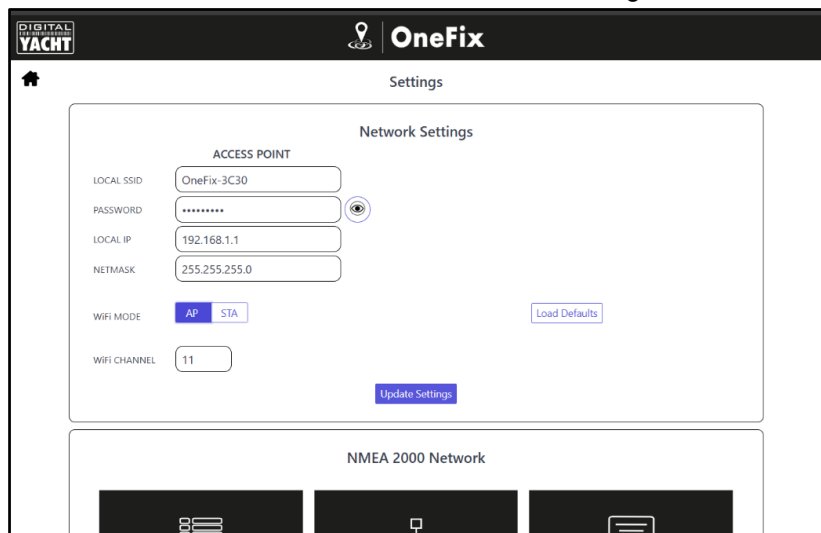 DIGITAL
YACHT
OneFix
Settings
Network Settings
ACCESS POINT
LOCAL SSID OneFix-3C30
PASSWORD •••••••••
LOCAL IP 192.168.1.1
NETMASK 255.255.255.0
WiFi MODE AP STA Load Defaults
WiFi CHANNEL 11
Update Settings
NMEA 2000 Network